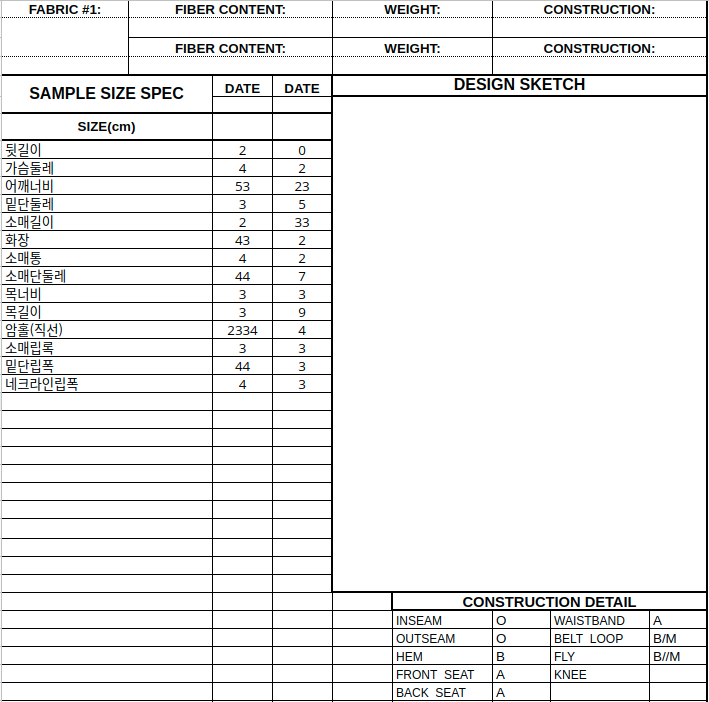 FABRIC #1: FIBER CONTENT: WEIGHT: CONSTRUCTION:
FIBER CONTENT: WEIGHT: CONSTRUCTION:
SAMPLE SIZE SPEC DATE DATE DESIGN SKETCH
SIZE(cm)
뒷길이 2 0
가슴둘레 4 2
어깨너비 53 23
밑단둘레 3 5
소매길이 2 33
화장 43 2
소매통 4 2
소매단둘레 44 7
목너비 3 3
목길이 3 9
암홀(직선) 2334 4
소매립록 3 3
밑단립폭 44 3
네크라인립폭 4 3
CONSTRUCTION DETAIL
INSEAM O WAISTBAND A
OUTSEAM O BELT LOOP B/M
HEM B FLY B//M
FRONT SEAT A KNEE
BACK SEAT A